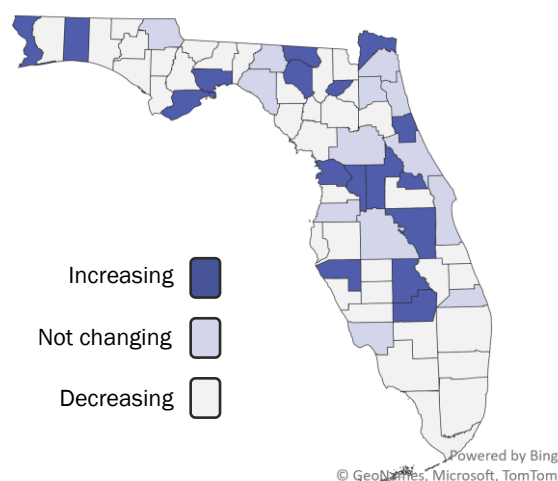 Increasing
Not changing
Decreasing
Powered by Bing
© GeoNames, Microsoft, TomTom